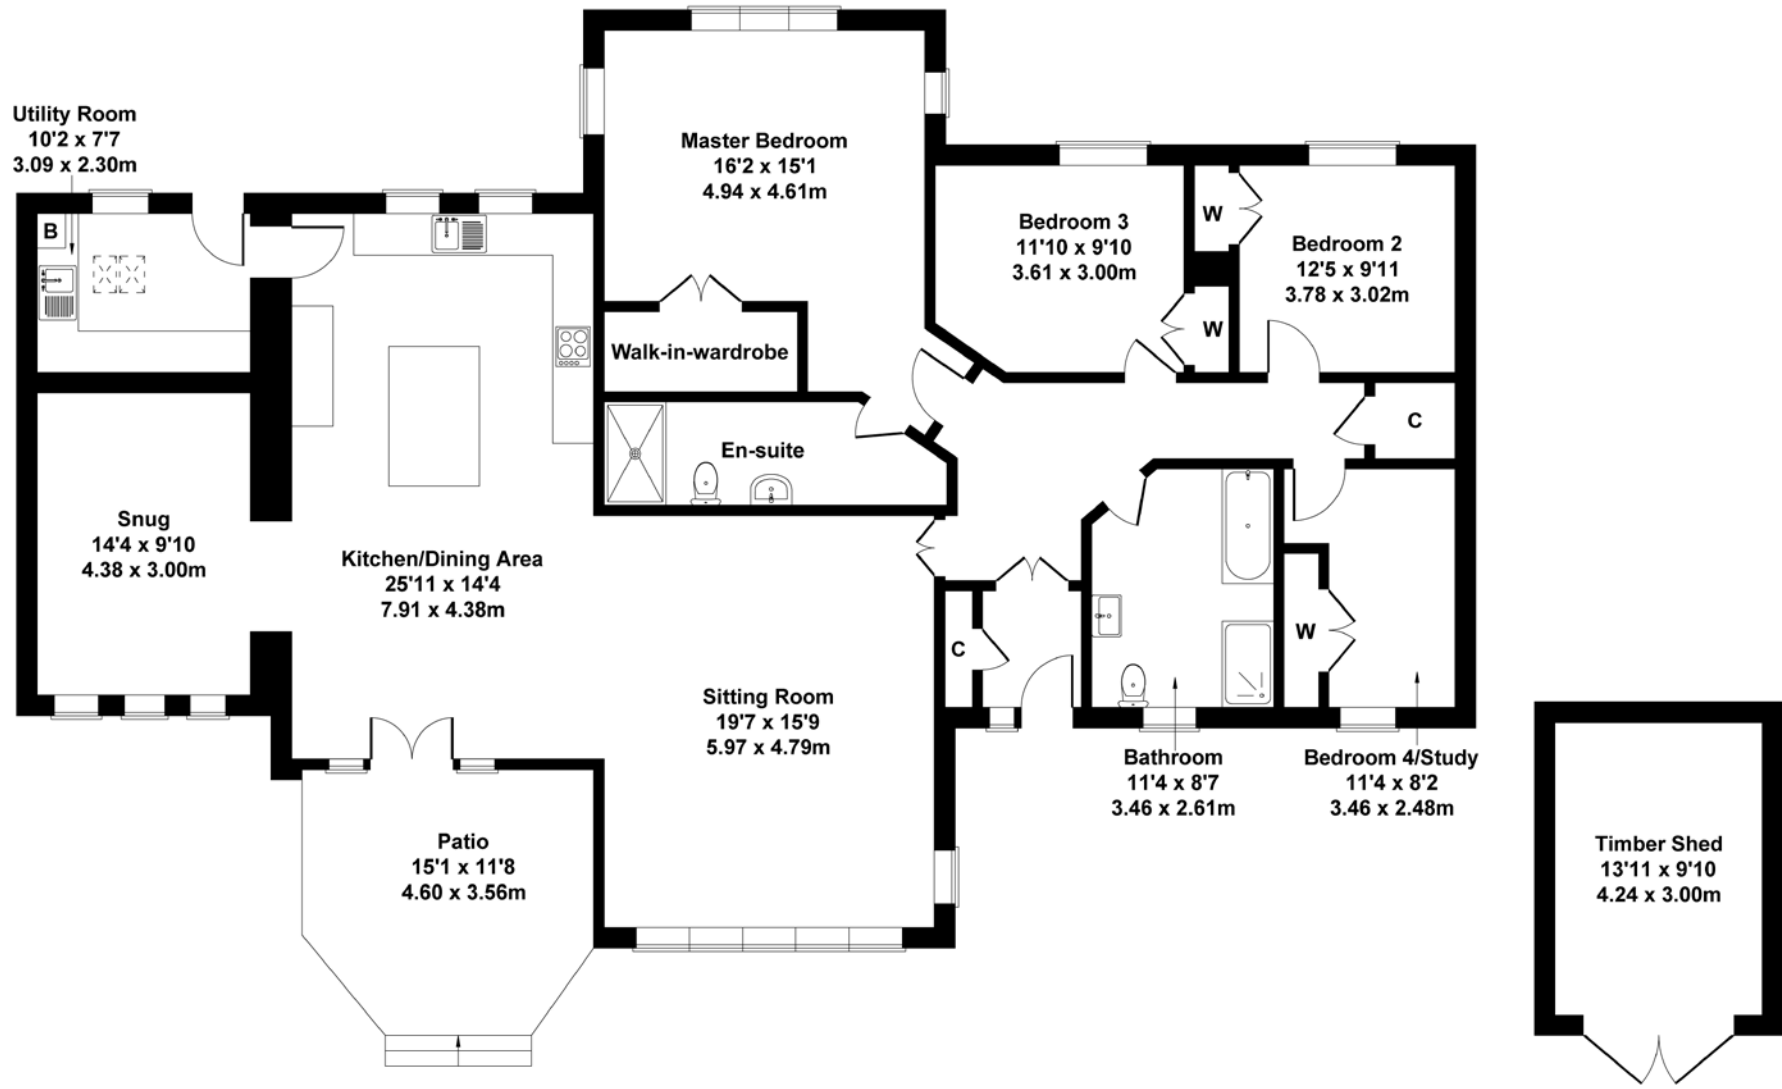 Utility Room
10'2 x 7'7
3.09 x 2.30m
B
Master Bedroom
16'2 x 15'1
4.94 x 4.61m
Bedroom 3
11'10 x 9'10
3.61 x 3.00m
W
Bedroom 2
12'5 x 9'11
3.78 x 3.02m
W
Walk-in-wardrobe
C
En-suite
Snug
14'4 x 9'10
4.38 x 3.00m
Kitchen/Dining Area
25'11 x 14'4
7.91 x 4.38m
C
W
Sitting Room
19'7 x 15'9
5.97 x 4.79m
Bathroom
11'4 x 8'7
3.46 x 2.61m
Bedroom 4/Study
11'4 x 8'2
3.46 x 2.48m
Patio
15'1 x 11'8
4.60 x 3.56m
Timber Shed
13'11 x 9'10
4.24 x 3.00m